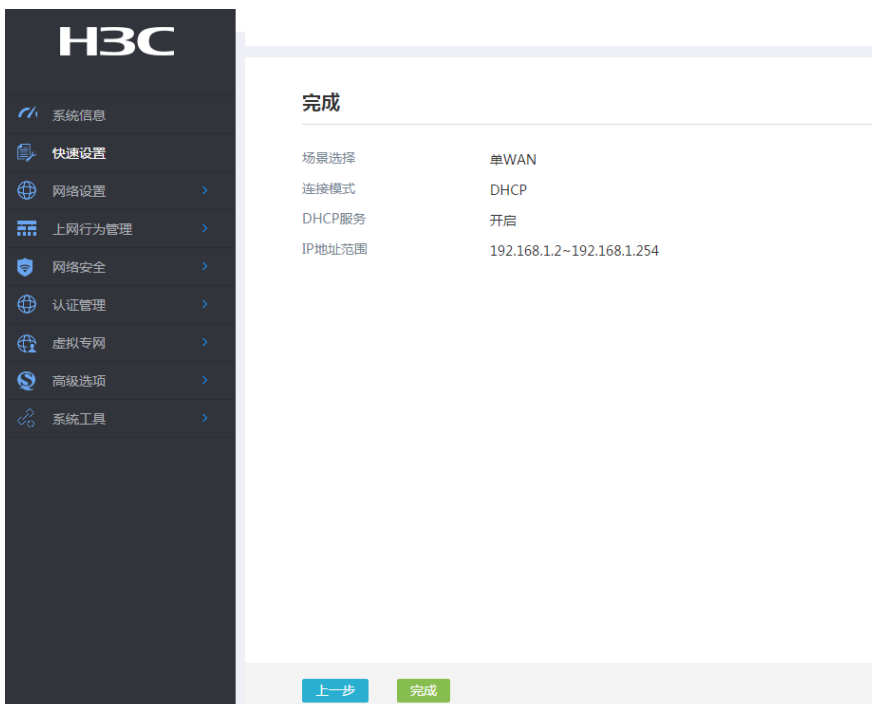 H3C
系统信息
快速设置
网络设置
上网行为管理
网络安全
认证管理
虚拟专网
高级选项
系统工具
完成
场景选择 单WAN
连接模式 DHCP
DHCP服务 开启
IP地址范围 192.168.1.2~192.168.1.254
上一步 完成